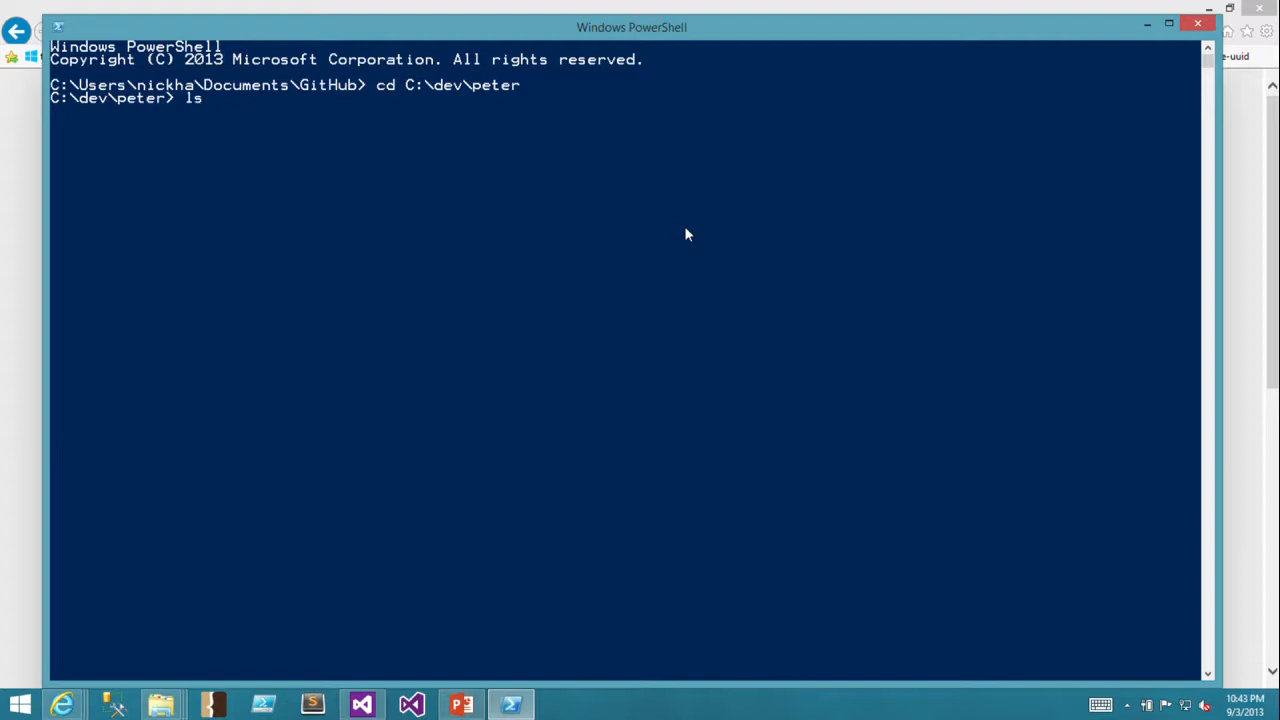 Windows PowerShell
e-uuid
Windows PowerShell
Copyright (C) 2013 Microsoft Corporation. All rights reserved.
C:\Users\nickha\Documents\GitHub> cd C:\dev\peter
C:\dev\peter> ls
10:43 PM
9/3/2013